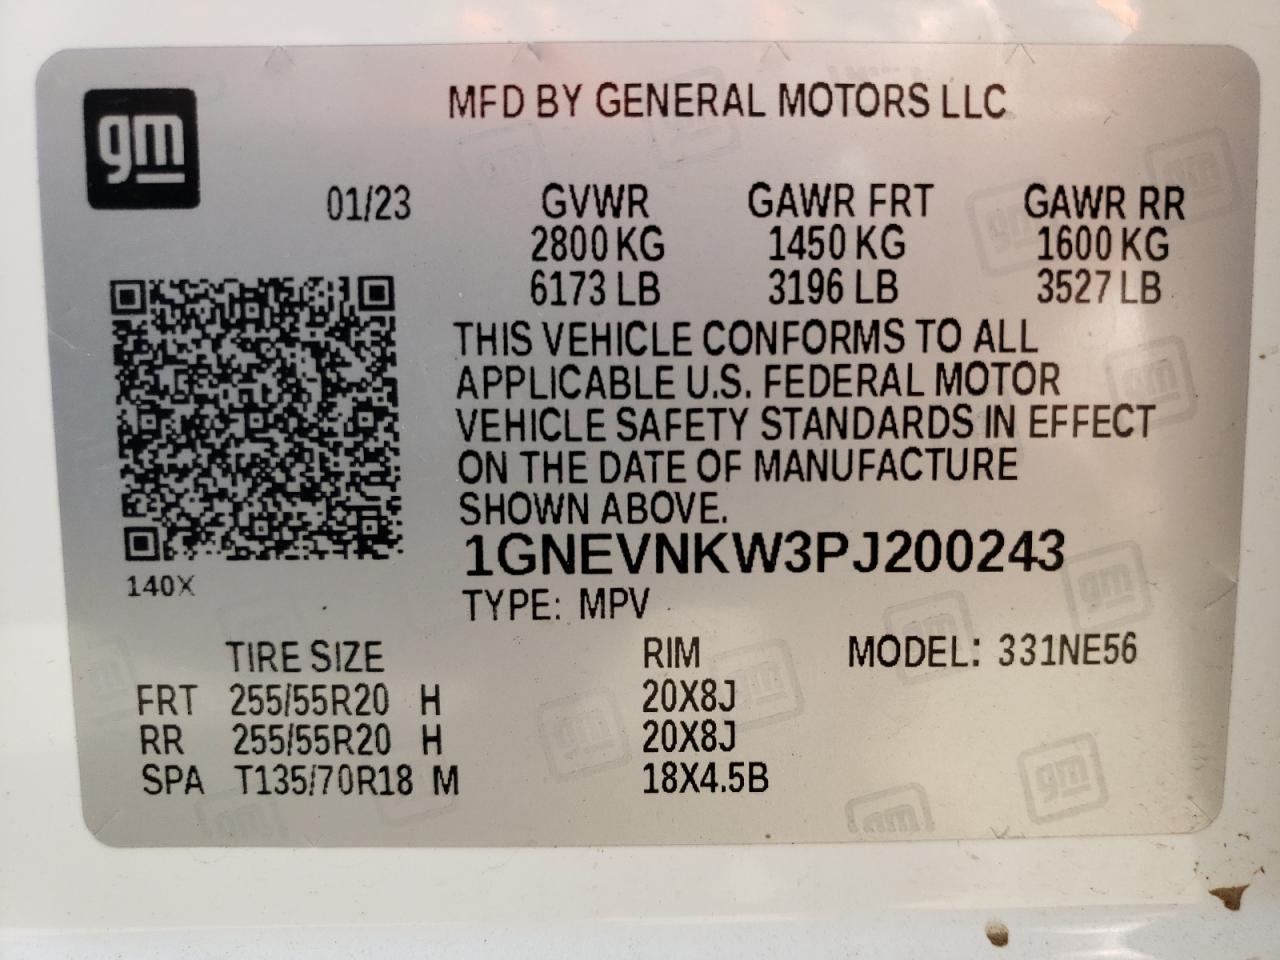 gm
MFD BY GENERAL MOTORS LLC
01/23 GVWR GAWR FRT GAWR RR
2800 KG 1450 KG 1600 KG
6173 LB 3196 LB 3527 LB
THIS VEHICLE CONFORMS TO ALL
APPLICABLE U.S. FEDERAL MOTOR
VEHICLE SAFETY STANDARDS IN EFFECT
ON THE DATE OF MANUFACTURE
SHOWN ABOVE.
1GNEVNKW3PJ200243
140X
TYPE: MPV
TIRE SIZE RIM MODEL: 331NE56
FRT 255/55R20 H 20X8J
RR 255/55R20 H 20X8J
SPA T135/70R18 M 18X4.5B